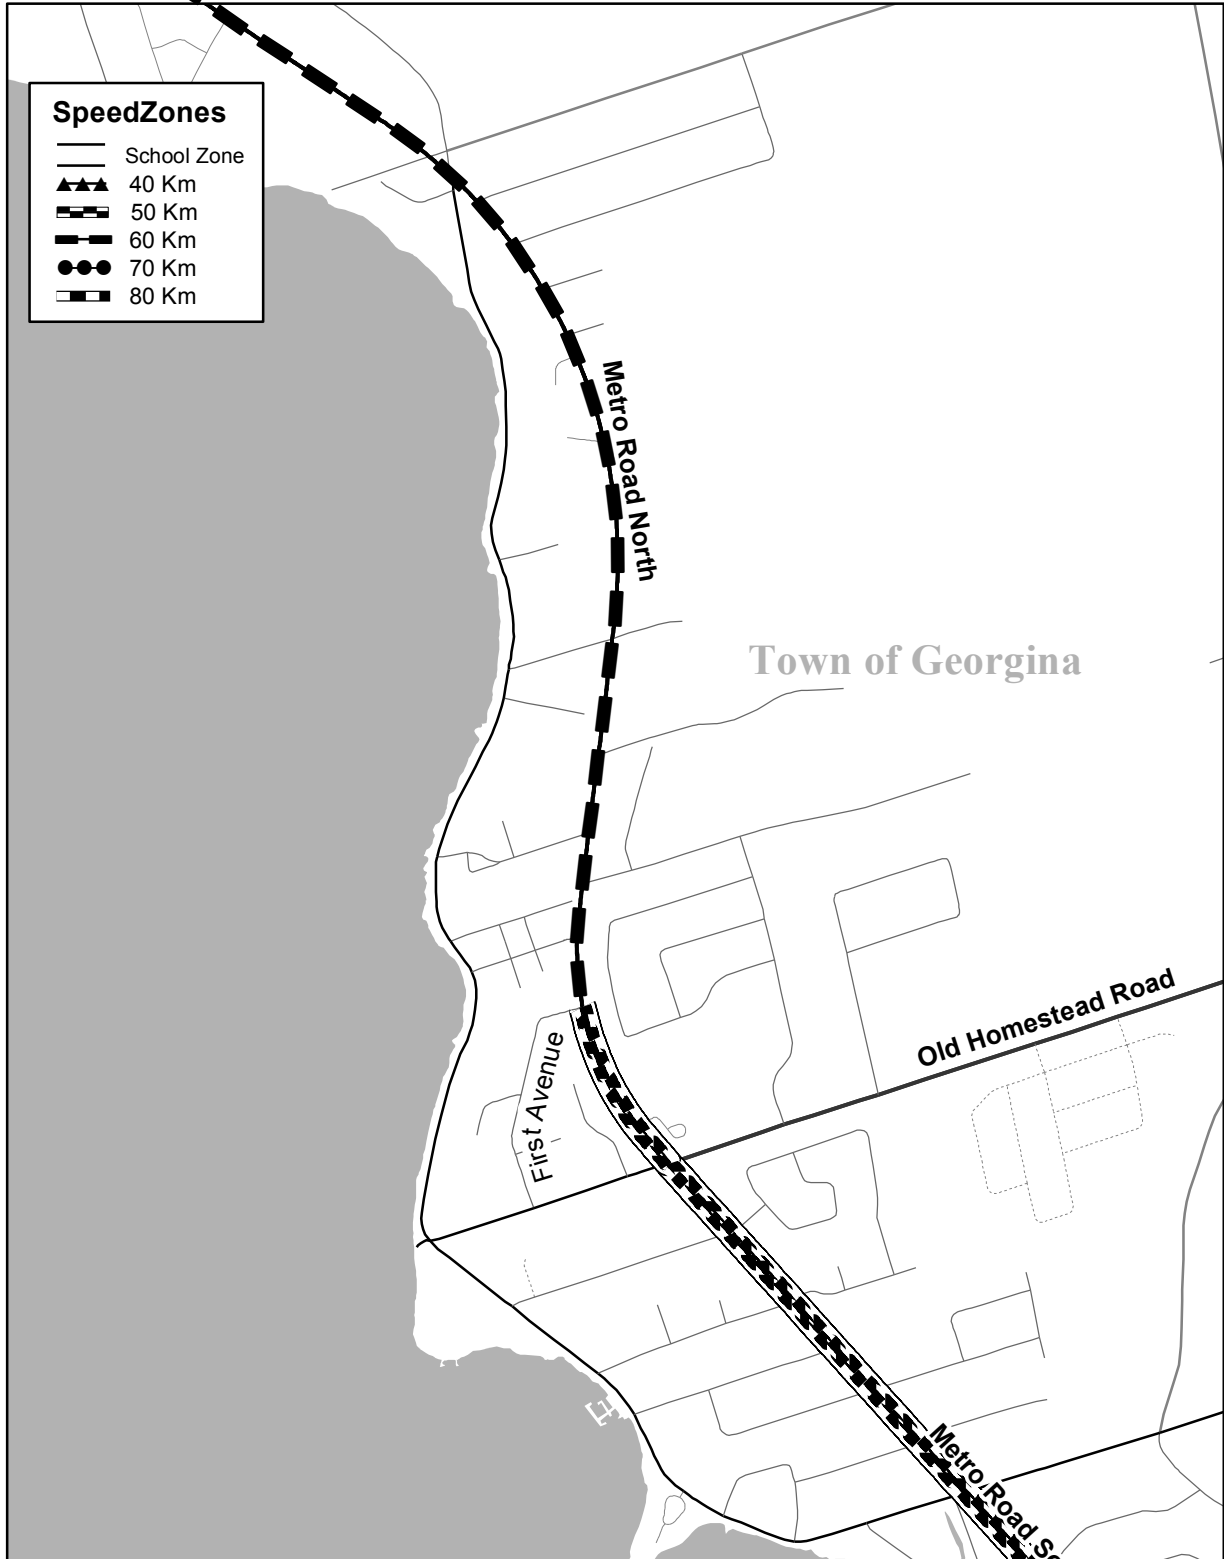 SpeedZones
School Zone
40 Km
50 Km
60 Km
70 Km
80 Km
Metro Road North
Town of Georgina
Old Homestead Road
First Avenue
Metro Road